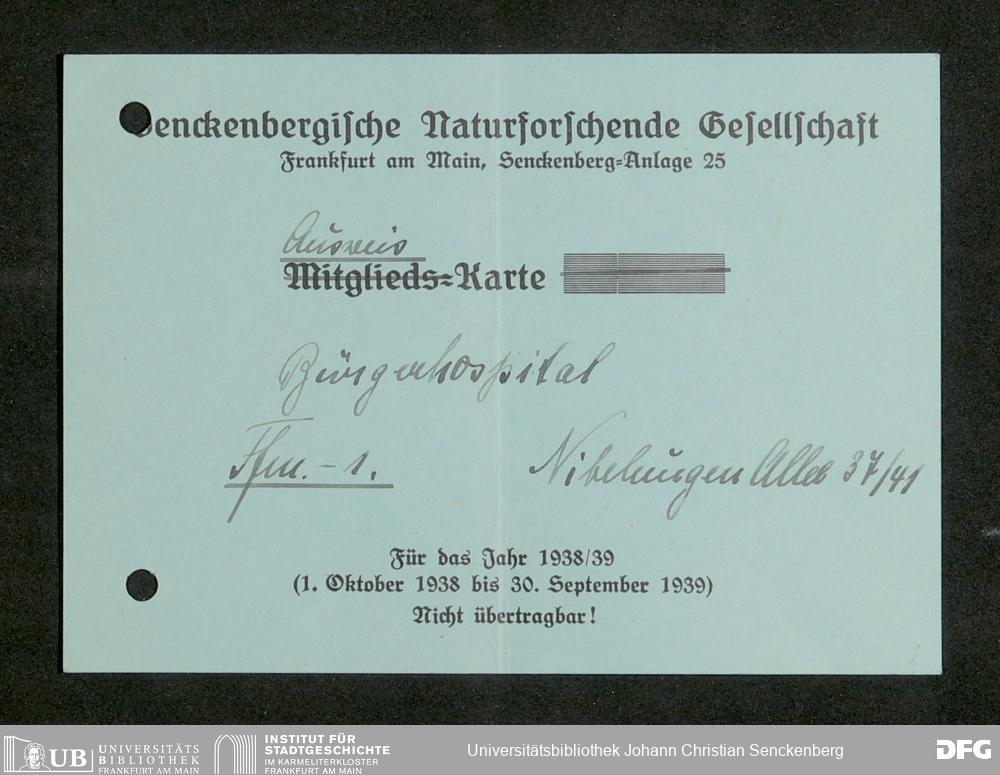 Senckenbergische Naturforschende Gesellschaft
Frankfurt am Main, Senckenberg=Anlage 25
Ausweis
Mitglieds=Karte
Bürgerhospital
Ffm. - 1. Nibelungen Allee 37/41
Für das Jahr 1938/39
(1. Oktober 1938 bis 30. September 1939)
Nicht übertragbar!
UB UNIVERSITÄTS BIBLIOTHEK FRANKFURT AM MAIN
INSTITUT FÜR STADTGESCHICHTE IM KARMELITERKLOSTER FRANKFURT AM MAIN
Universitätsbibliothek Johann Christian Senckenberg
DFG